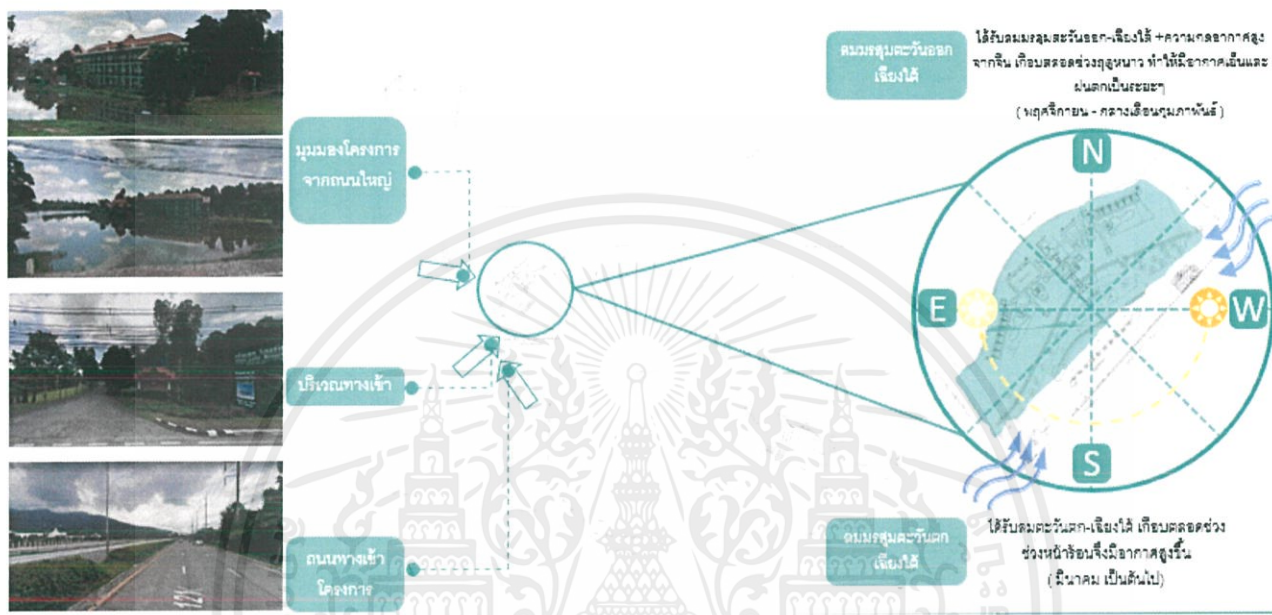 มุมมองโครงการ
จากถนนใหญ่
บริเวณทางเข้า
ถนนทางเข้า
โครงการ
ลมมรสุมตะวันออก
เฉียงใต้
ได้รับลมมรสุมตะวันออก-เฉียงใต้ +ความกดอากาศสูง
จากจีน เกือบตลอดช่วงฤดูหนาว ทำให้มีอากาศเย็นและ
ฝนตกเป็นระยะๆ
( พฤศจิกายน - กลางเดือนกุมภาพันธ์ )
N
E
W
S
ลมมรสุมตะวันตก
เฉียงใต้
ได้รับลมตะวันตก-เฉียงใต้ เกือบตลอดช่วง
ช่วงหน้าร้อนจึงมีอากาศสูงขึ้น
( มีนาคม เป็นต้นไป )
121